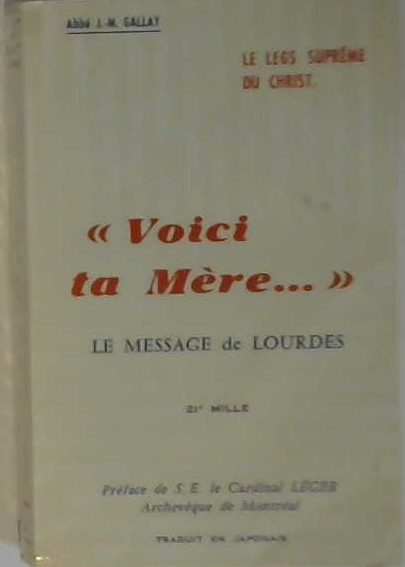 Abbé J.-M. GALLAY
LE LEGS SUPRÊME
DU CHRIST.
« Voici
ta Mère... »
LE MESSAGE de LOURDES
21e MILLE
Préface de S. E. le Cardinal LÉGER
Archevêque de Montréal
TRADUIT EN JAPONAIS